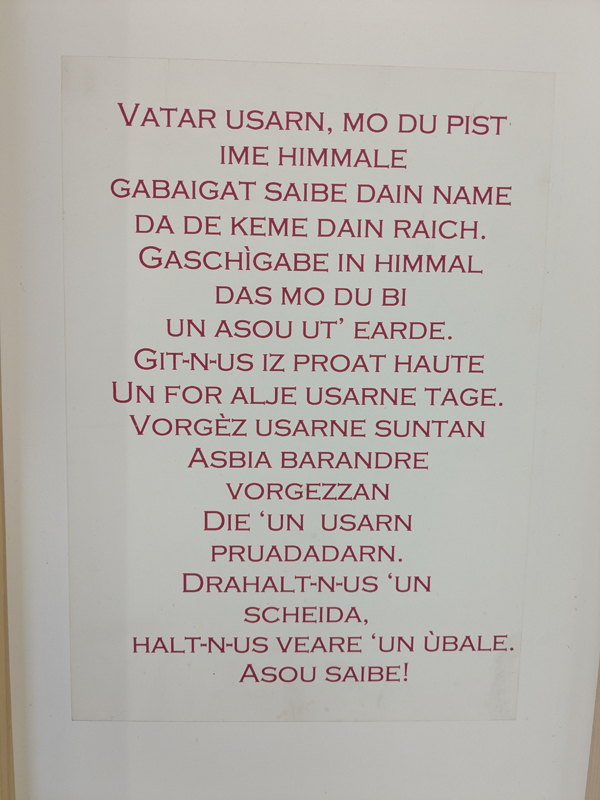 VATAR USARN, MO DU PIST
IME HIMMALE
GABAIGAT SAIBE DAIN NAME
DA DE KEME DAIN RAICH.
GASCHÌGABE IN HIMMAL
DAS MO DU BI
UN ASOU UT’ EARDE.
GIT-N-US IZ PROAT HAUTE
UN FOR ALJE USARNE TAGE.
VORGÈZ USARNE SUNTAN
ASBIA BARANDRE
VORGEZZAN
DIE ‘UN USARN
PRUADADARN.
DRAHALT-N-US ‘UN
SCHEIDA,
HALT-N-US VEARE ‘UN ÙBALE.
ASOU SAIBE!